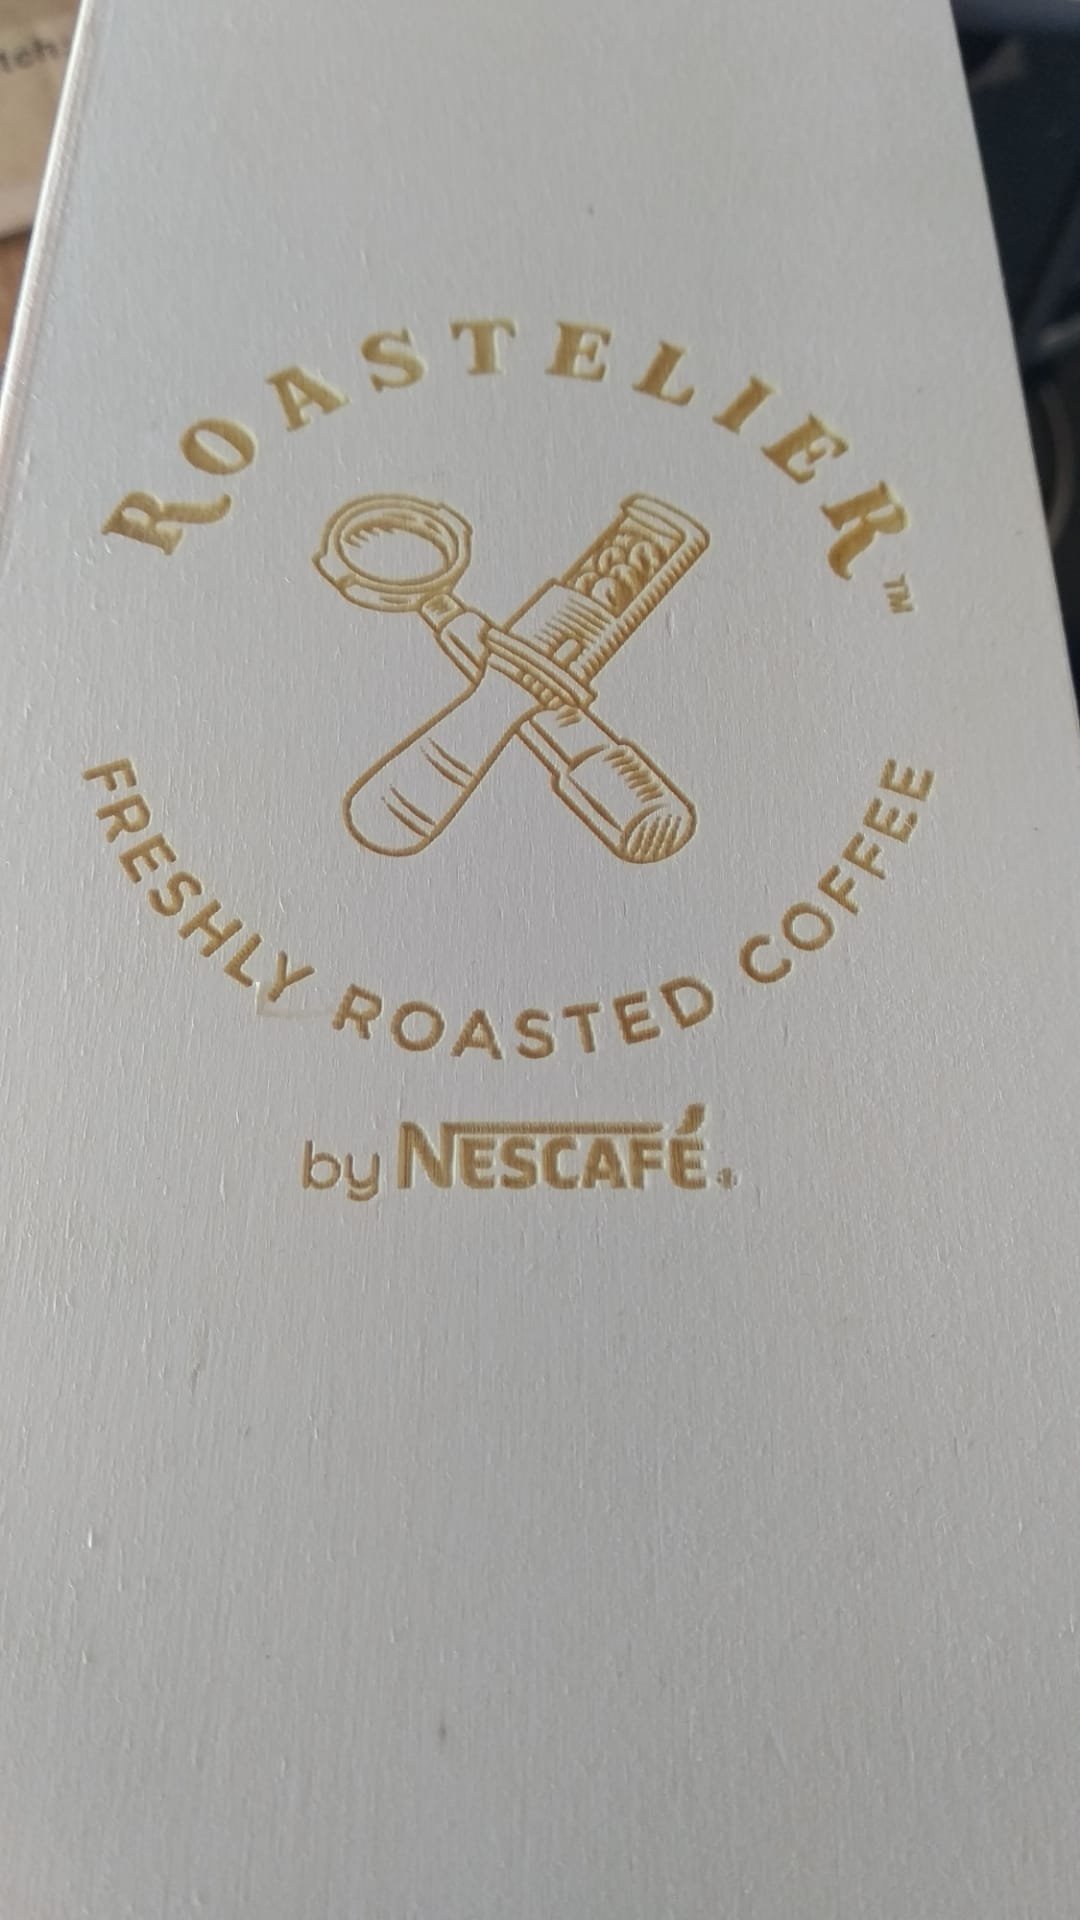 ROASTELIER™
FRESHLY ROASTED COFFEE
by NESCAFÉ®